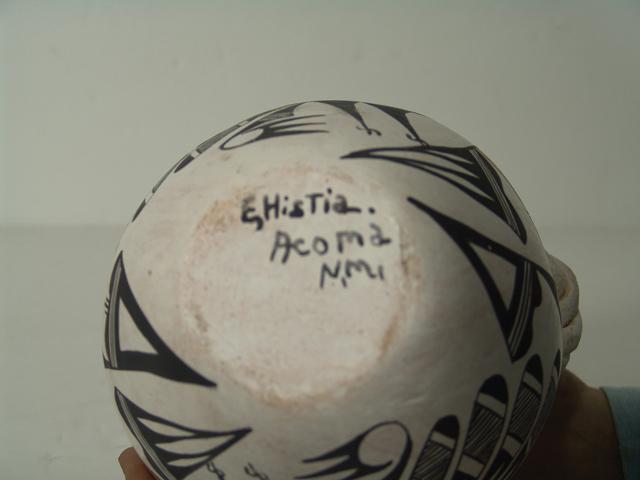 E, Histia.
Acoma
N,M,